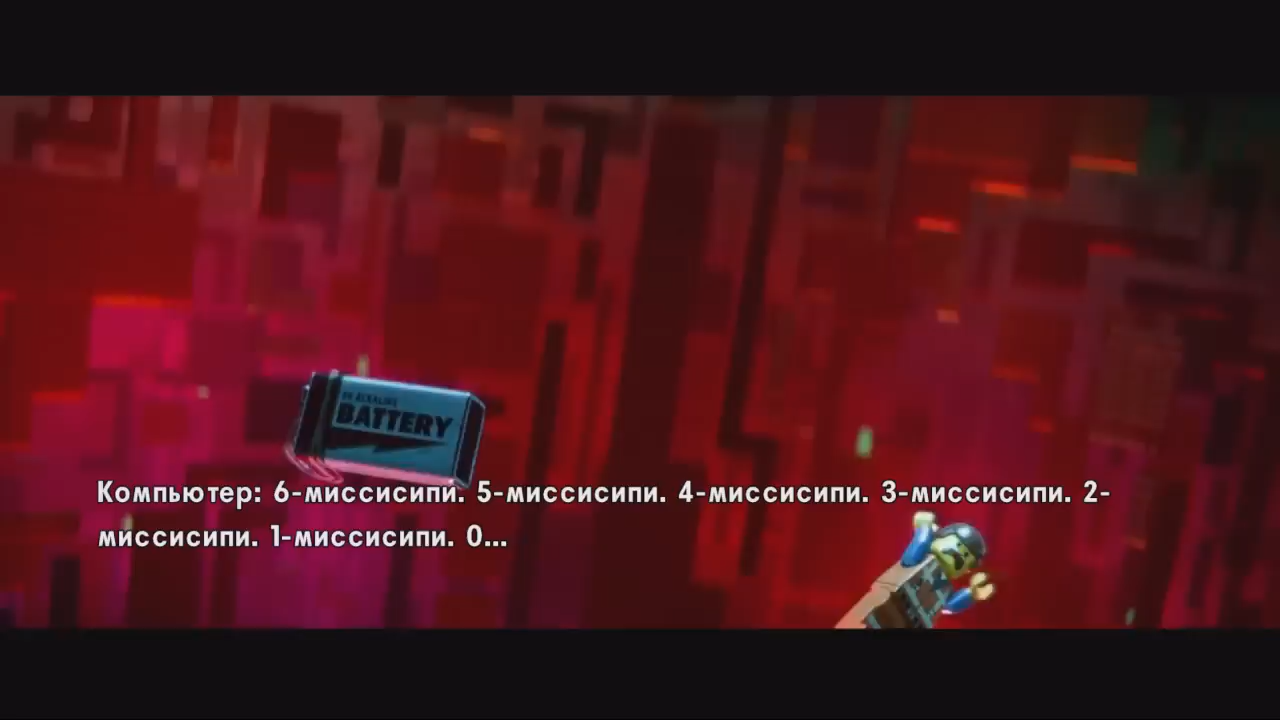 9V ALKALINE
BATTERY
Компьютер: 6-миссисипи. 5-миссисипи. 4-миссисипи. 3-миссисипи. 2-
миссисипи. 1-миссисипи. 0...